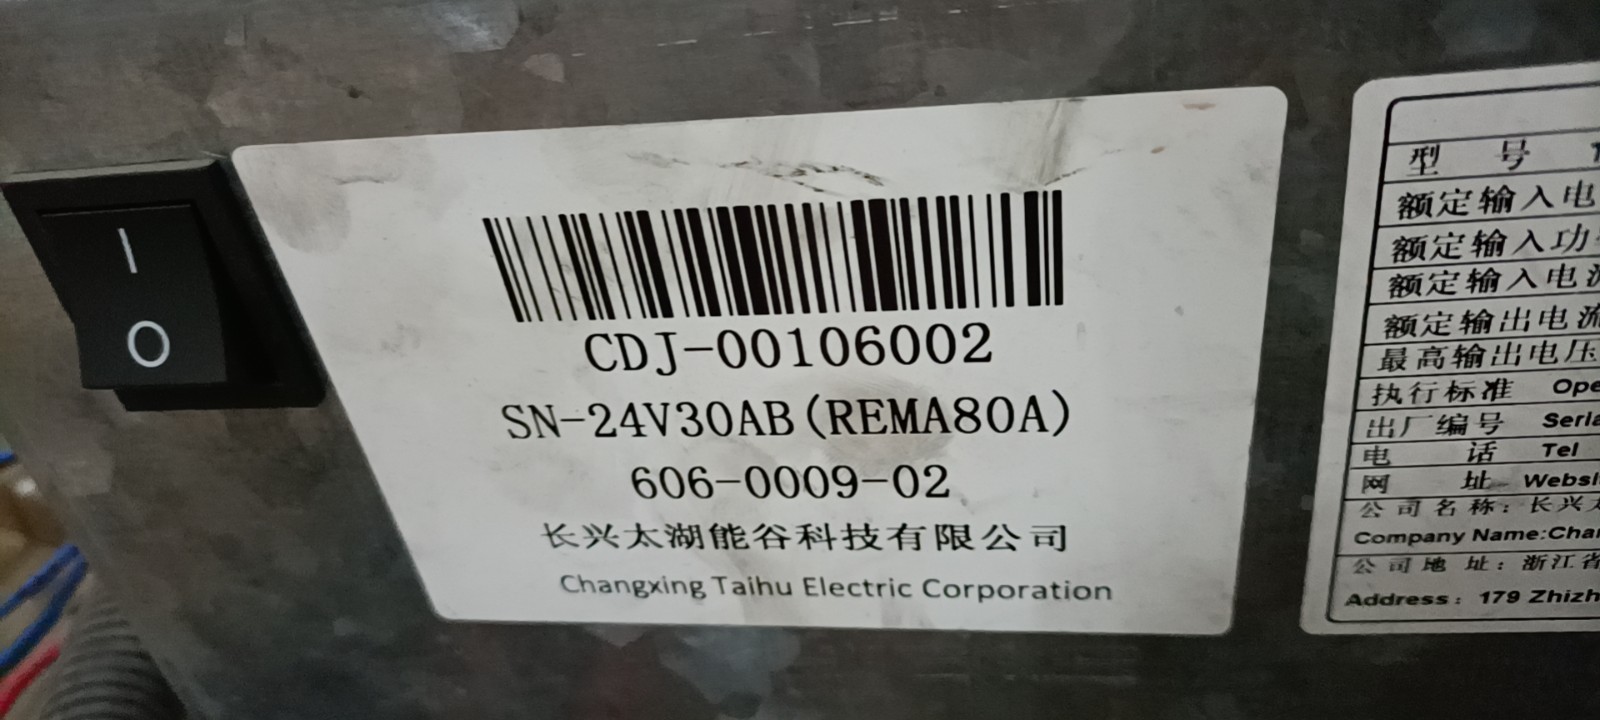 I
O
CDJ-00106002
SN-24V30AB(REMA80A)
606-0009-02
长兴太湖能谷科技有限公司
Changxing Taihu Electric Corporation
型 号
额定输入电
额定输入功
额定输入电流
额定输出电流
最高输出电压
执行标准 Ope
出厂编号 Seria
电 话 Tel
网 址 Websi
公司名称：长兴太
Company Name:Chan
公司地 址：浙江省
Address：179 Zhizh